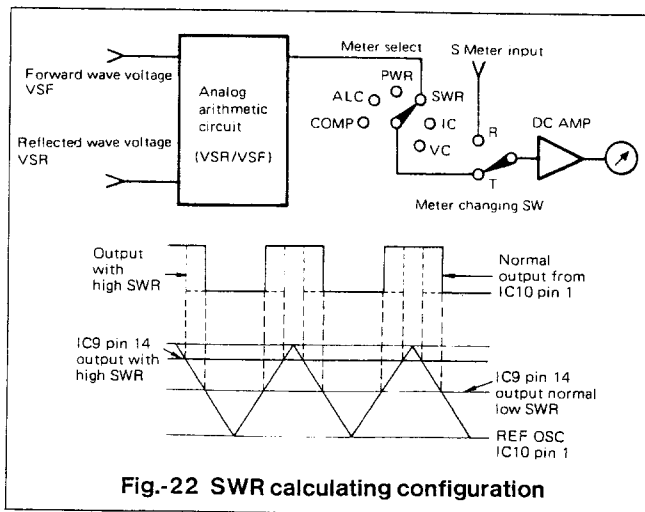 Meter select
S Meter input
Forward wave voltage
VSF
Analog
arithmetic
circuit
(VSR/VSF)
Reflected wave voltage
VSR
PWR
ALC
SWR
COMP
IC
VC
R
T
DC AMP
Meter changing SW
Output
with
high SWR
Normal
output from
IC10 pin 1
IC9 pin 14
output with
high SWR
IC9 pin 14
output normal
low SWR
REF OSC
IC10 pin 1
Fig.-22 SWR calculating configuration